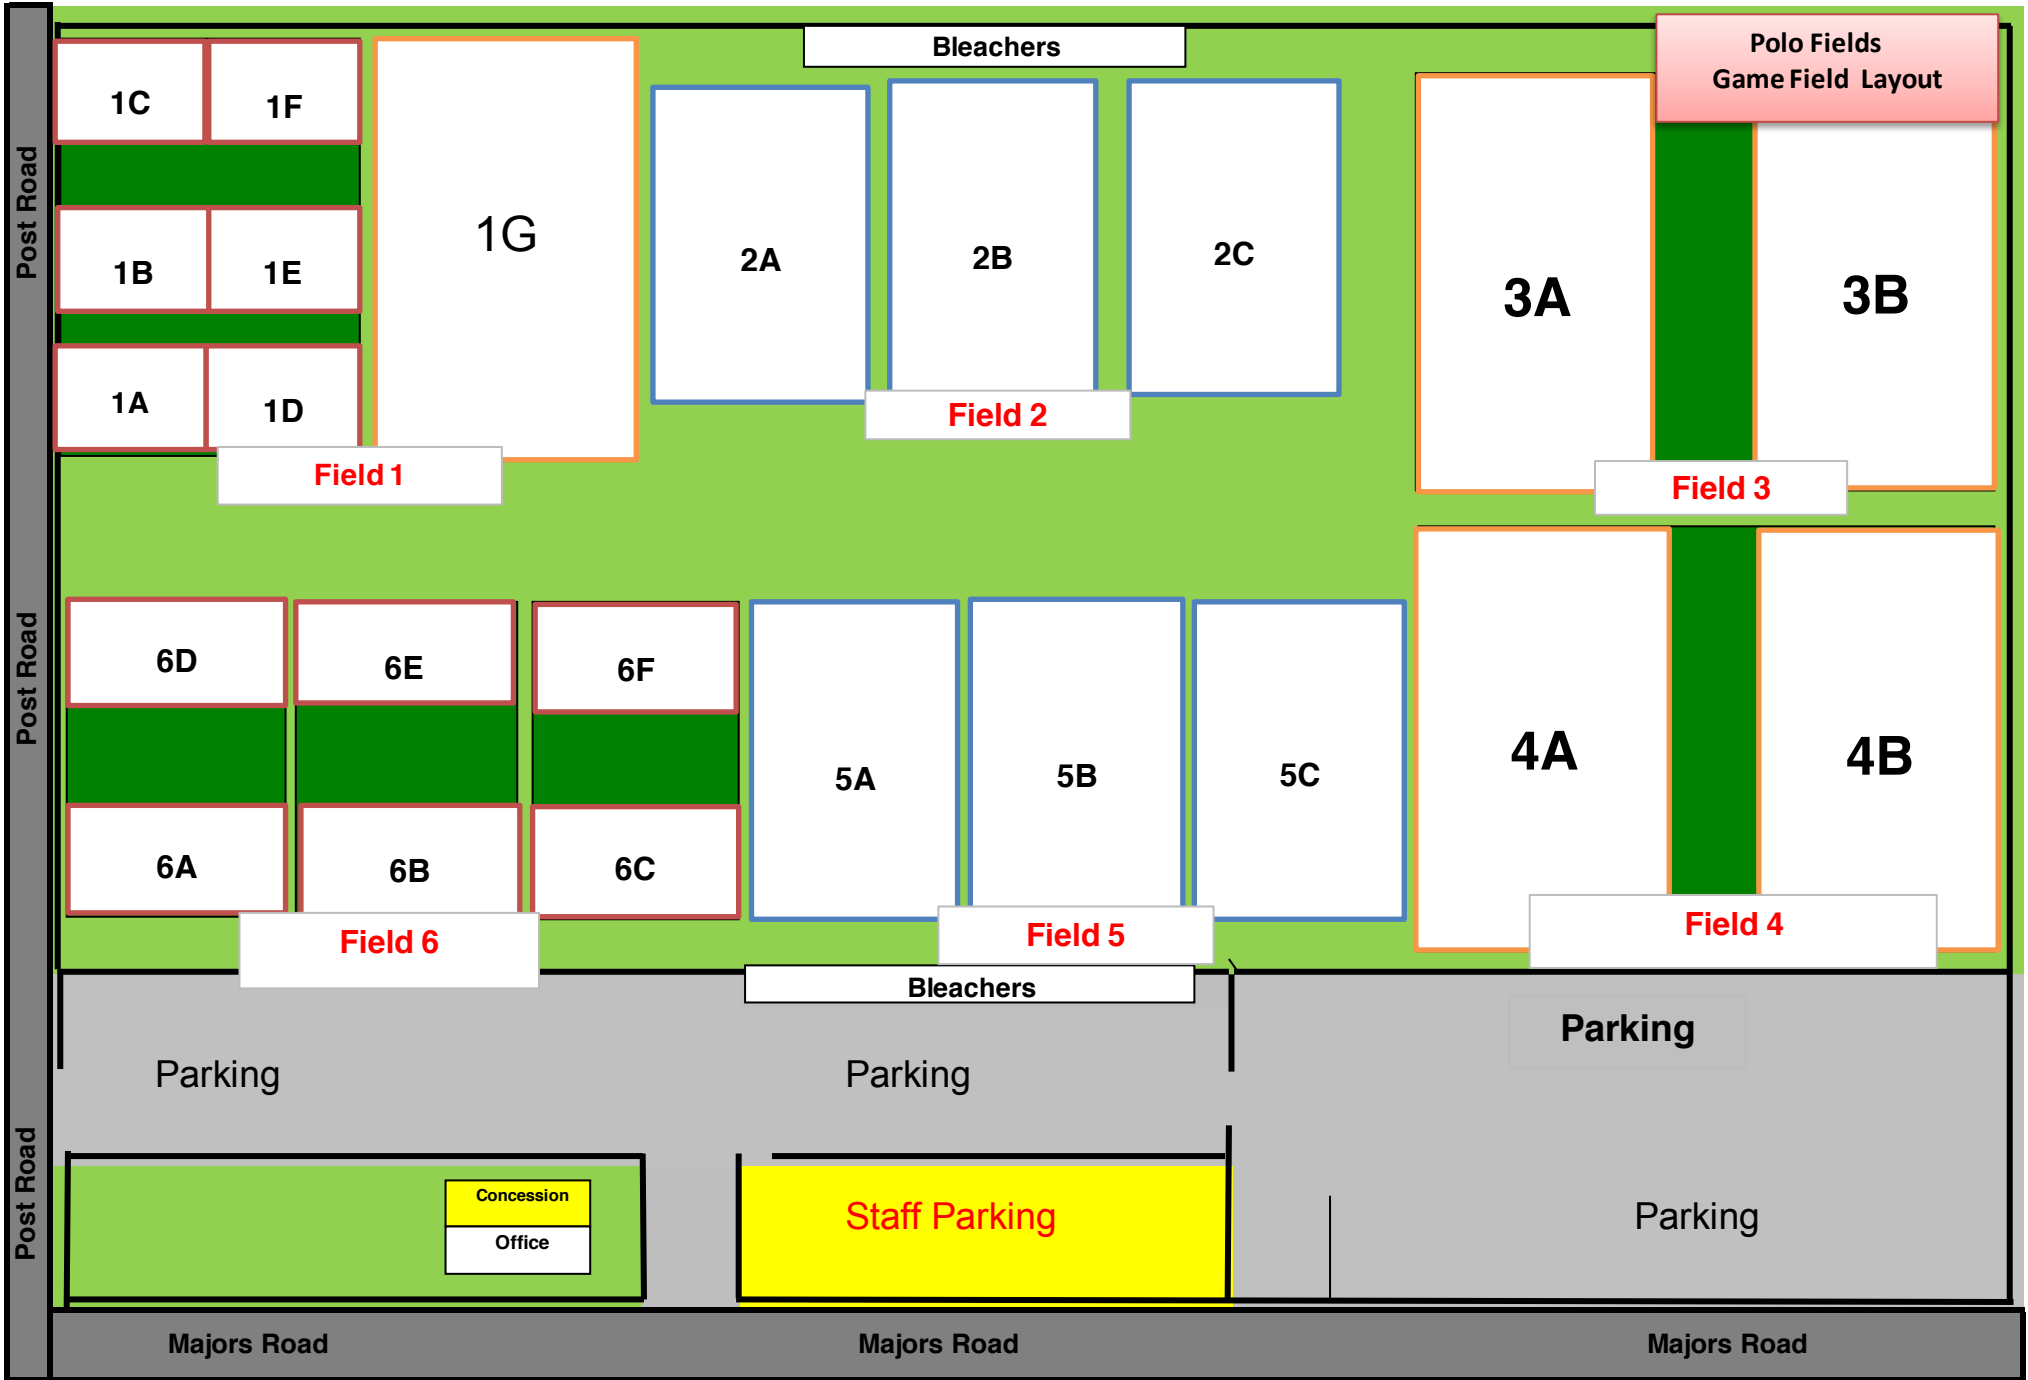 Polo Fields
Game Field Layout
Bleachers
1C
1F
Post Road
1B
1E
1G
2A
2B
2C
3A
3B
1A
1D
Field 1
Field 2
Field 3
Post Road
6D
6E
6F
5A
5B
5C
4A
4B
6A
6B
6C
Field 6
Field 5
Field 4
Bleachers
Parking
Parking
Parking
Post Road
Concession
Office
Staff Parking
Parking
Majors Road
Majors Road
Majors Road